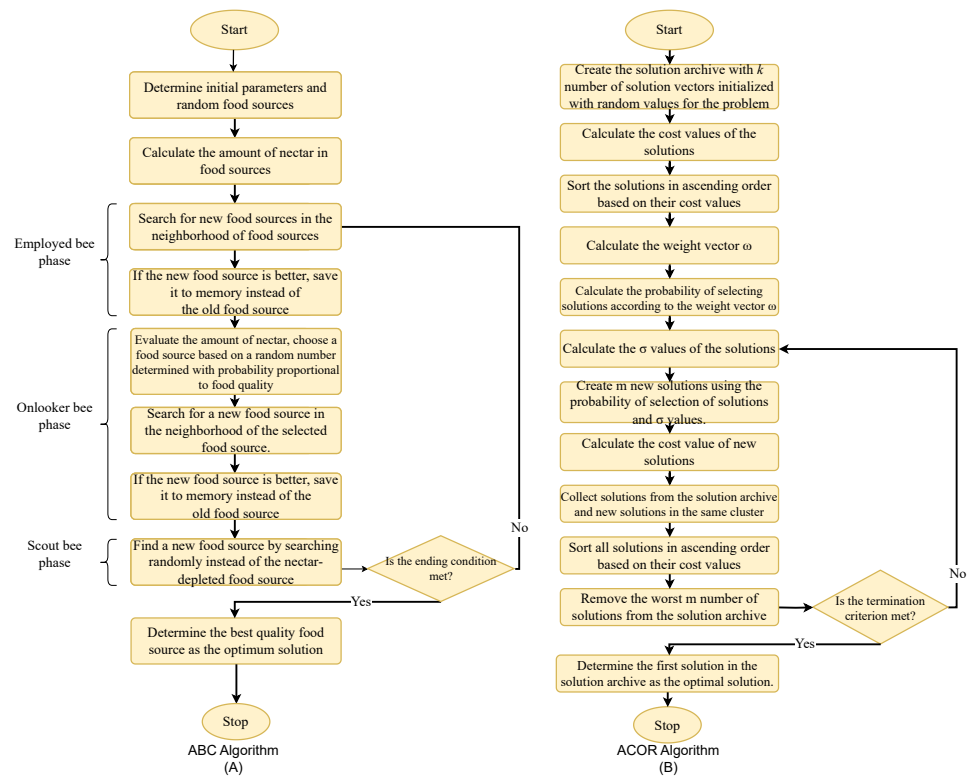 Start
Determine initial parameters and
random food sources
Calculate the amount of nectar in
food sources
Employed bee
phase
Search for new food sources in the
neighborhood of food sources
If the new food source is better, save
it to memory instead of
the old food source
Onlooker bee
phase
Evaluate the amount of nectar, choose a
food source based on a random number
determined with probability proportional
to food quality
Search for a new food source in
the neighborhood of the selected
food source.
If the new food source is better, save
it to memory instead of the
old food source
Scout bee
phase
Find a new food source by searching
randomly instead of the nectar-
depleted food source
Is the ending condition
met?
No
Yes
Determine the best quality food
source as the optimum solution
Stop
ABC Algorithm
(A)
Start
Create the solution archive with k
number of solution vectors initialized
with random values for the problem
Calculate the cost values of the
solutions
Sort the solutions in ascending order
based on their cost values
Calculate the weight vector ω
Calculate the probability of selecting
solutions according to the weight vector ω
Calculate the σ values of the solutions
Create m new solutions using the
probability of selection of solutions
and σ values.
Calculate the cost value of new
solutions
Collect solutions from the solution archive
and new solutions in the same cluster
Sort all solutions in ascending order
based on their cost values
Remove the worst m number of
solutions from the solution archive
Is the termination
criterion met?
No
Yes
Determine the first solution in the
solution archive as the optimal solution.
Stop
ACOR Algorithm
(B)